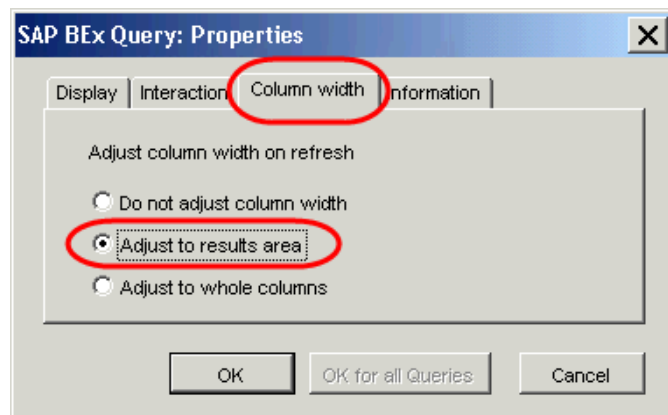 SAP BEx Query: Properties
Display Interaction Column width Information
Adjust column width on refresh
Do not adjust column width
Adjust to results area
Adjust to whole columns
OK OK for all Queries Cancel